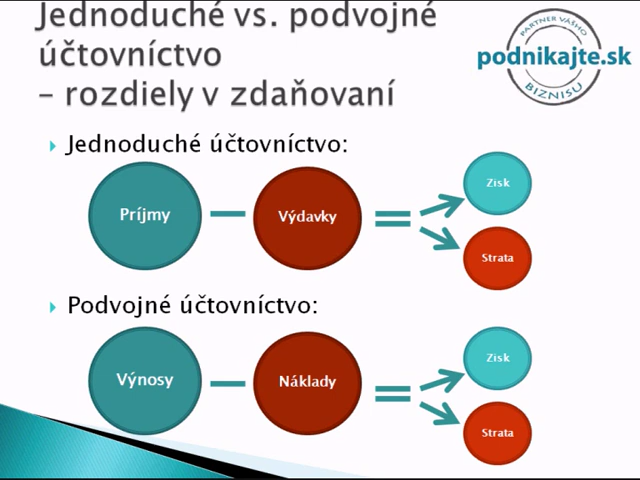 Jednoduché vs. podvojné
účtovníctvo
– rozdiely v zdaňovaní
PARTNER VÁŠHO
podnikajte.sk
BIZNISU
Jednoduché účtovníctvo:
Príjmy
Výdavky
Zisk
Strata
Podvojné účtovníctvo:
Výnosy
Náklady
Zisk
Strata